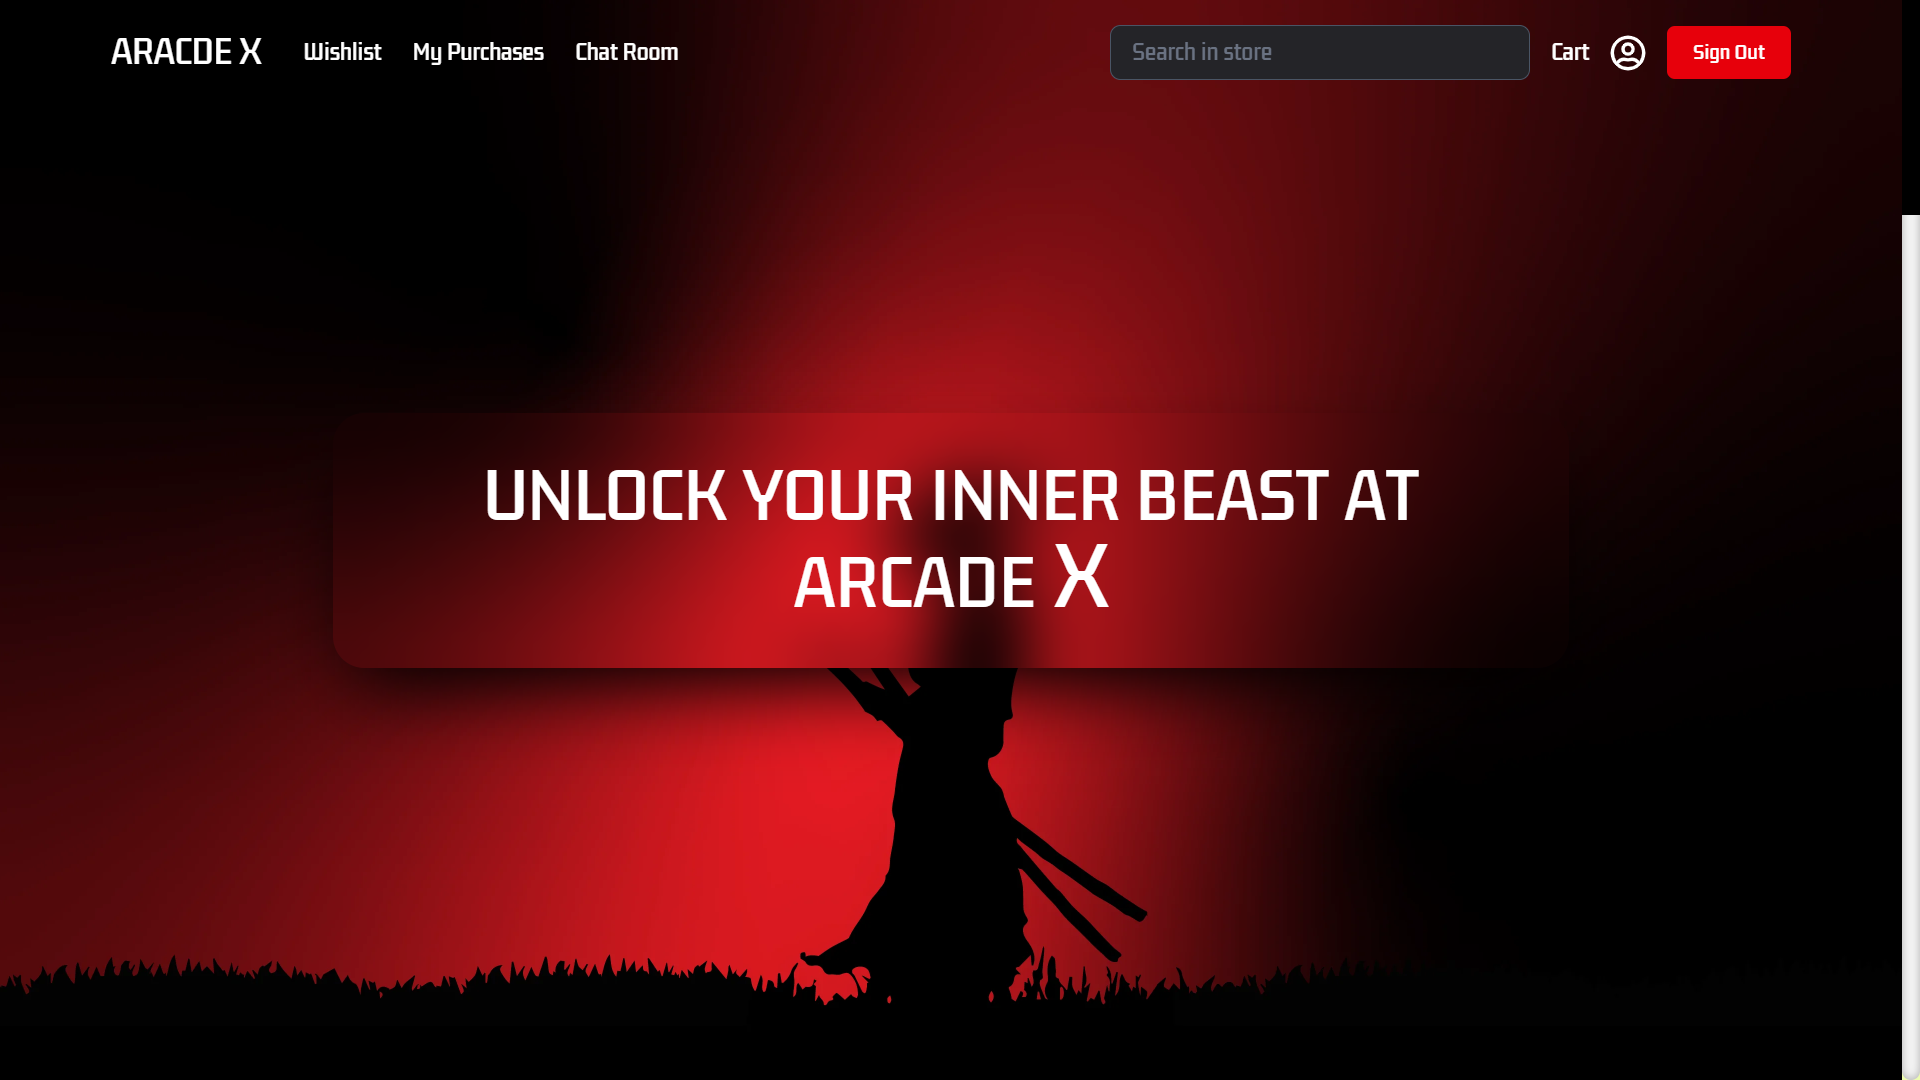 ARACDE X
Wishlist
My Purchases
Chat Room
Search in store
Cart
Sign Out
UNLOCK YOUR INNER BEAST AT
ARCADE X